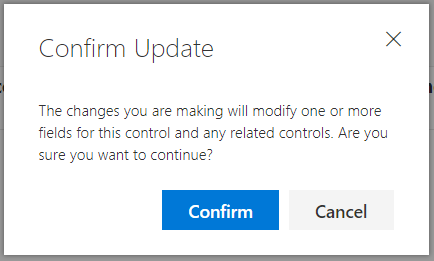 Confirm Update
The changes you are making will modify one or more
fields for this control and any related controls. Are you
sure you want to continue?
Confirm Cancel